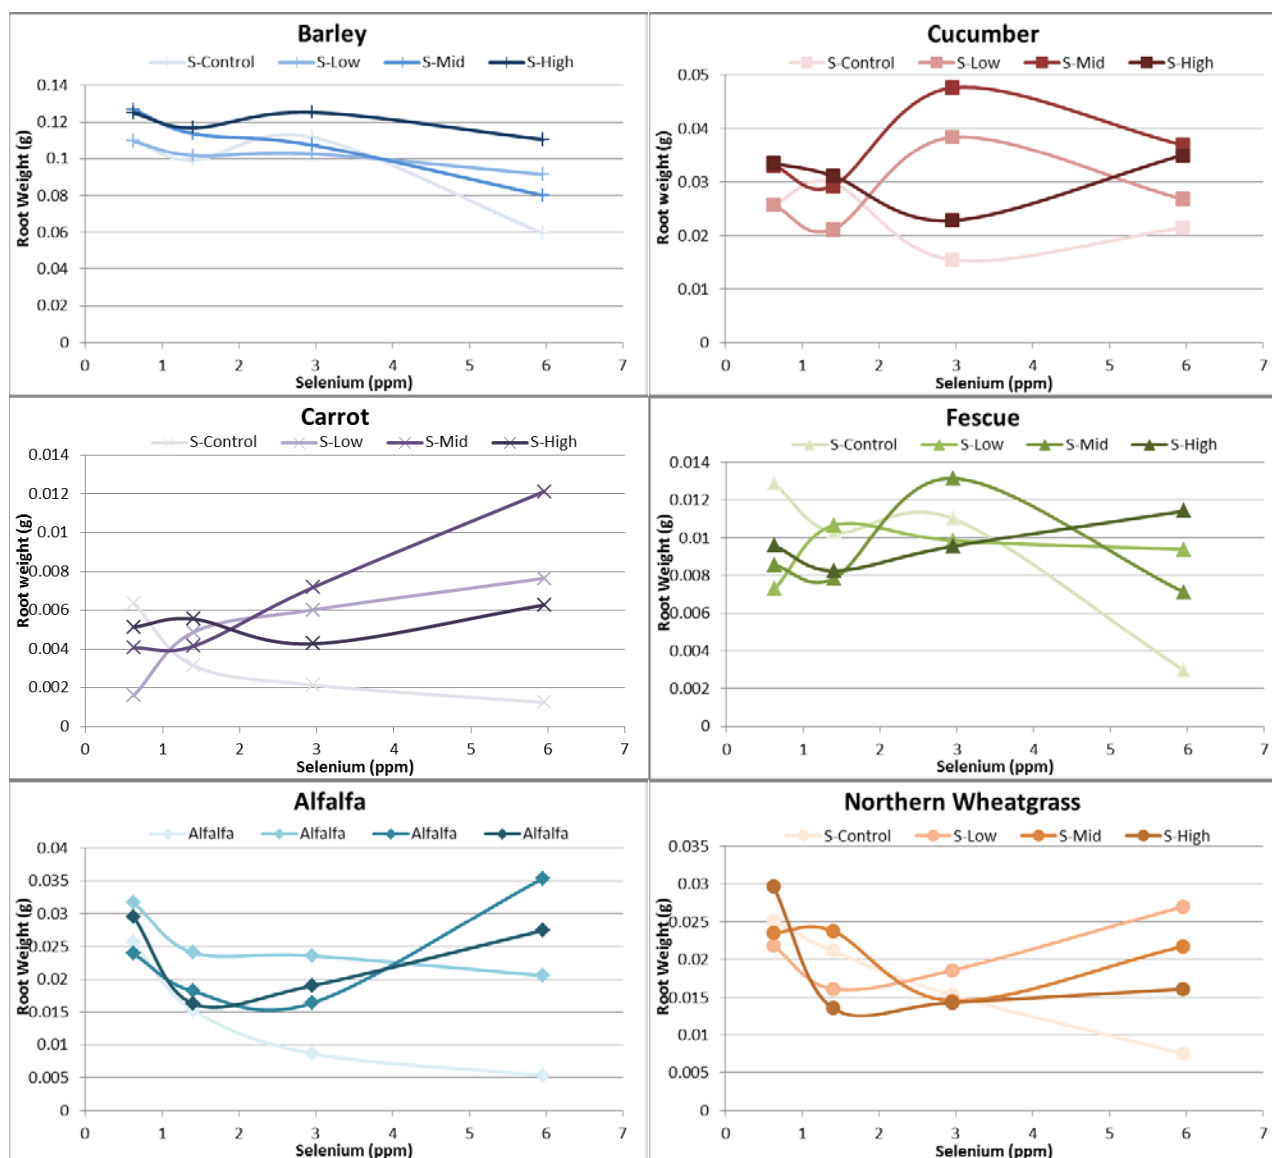 Barley
S-Control S-Low S-Mid S-High
Root Weight (g)
0.14
0.12
0.1
0.08
0.06
0.04
0.02
0
0 1 2 3 4 5 6 7
Selenium (ppm)
Cucumber
S-Control S-Low S-Mid S-High
Root weight (g)
0.05
0.04
0.03
0.02
0.01
0
0 1 2 3 4 5 6 7
Selenium (ppm)
Carrot
S-Control S-Low S-Mid S-High
Root weight (g)
0.014
0.012
0.01
0.008
0.006
0.004
0.002
0
0 1 2 3 4 5 6 7
Selenium (ppm)
Fescue
S-Control S-Low S-Mid S-High
Root Weight (g)
0.014
0.012
0.01
0.008
0.006
0.004
0.002
0
0 1 2 3 4 5 6 7
Selenium (ppm)
Alfalfa
Alfalfa Alfalfa Alfalfa Alfalfa
Root Weight (g)
0.04
0.035
0.03
0.025
0.02
0.015
0.01
0.005
0
0 1 2 3 4 5 6 7
Selenium (ppm)
Northern Wheatgrass
S-Control S-Low S-Mid S-High
Root Weight (g)
0.035
0.03
0.025
0.02
0.015
0.01
0.005
0
0 1 2 3 4 5 6 7
Selenium (ppm)